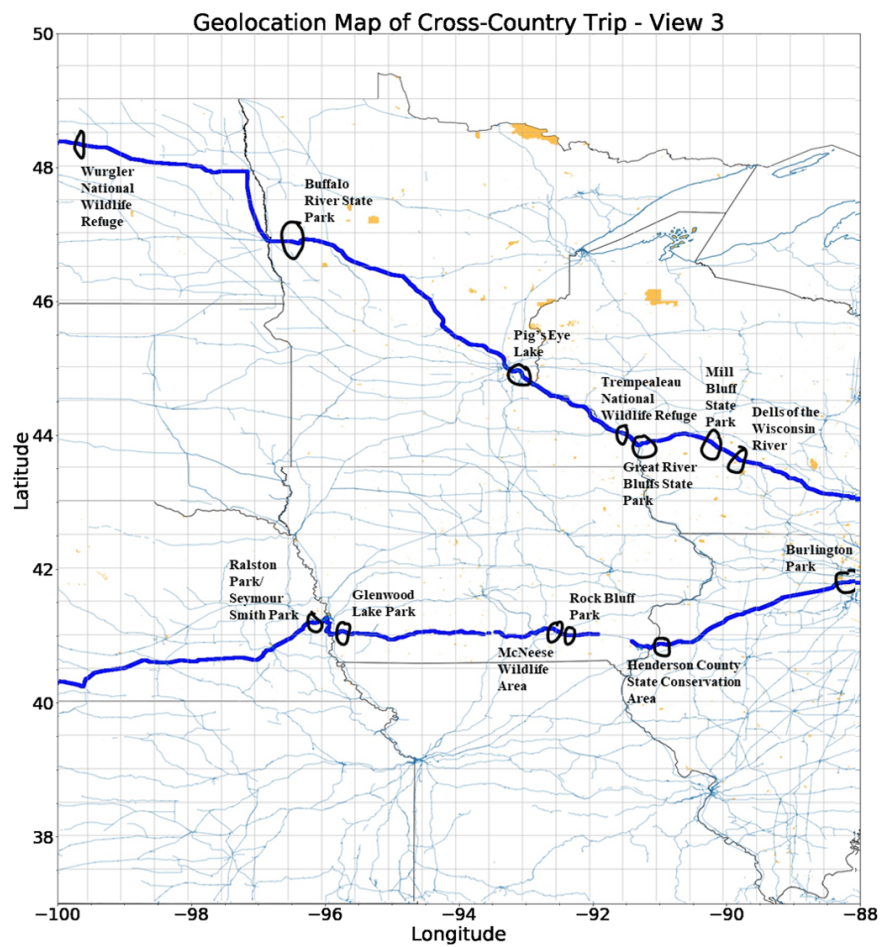 Geolocation Map of Cross-Country Trip - View 3
50
48
46
44
42
40
38
Latitude
Wurgler
National
Wildlife
Refuge
Buffalo
River State
Park
Pig's Eye
Lake
Trempealeau
National
Wildlife Refuge
Mill
Bluff
State
Park
Dells of the
Wisconsin
River
Great River
Bluffs State
Park
Burlington
Park
Ralston
Park/
Seymour
Smith Park
Glenwood
Lake Park
Rock Bluff
Park
McNeese
Wildlife
Area
Henderson County
State Conservation
Area
−100
−98
−96
−94
−92
−90
−88
Longitude